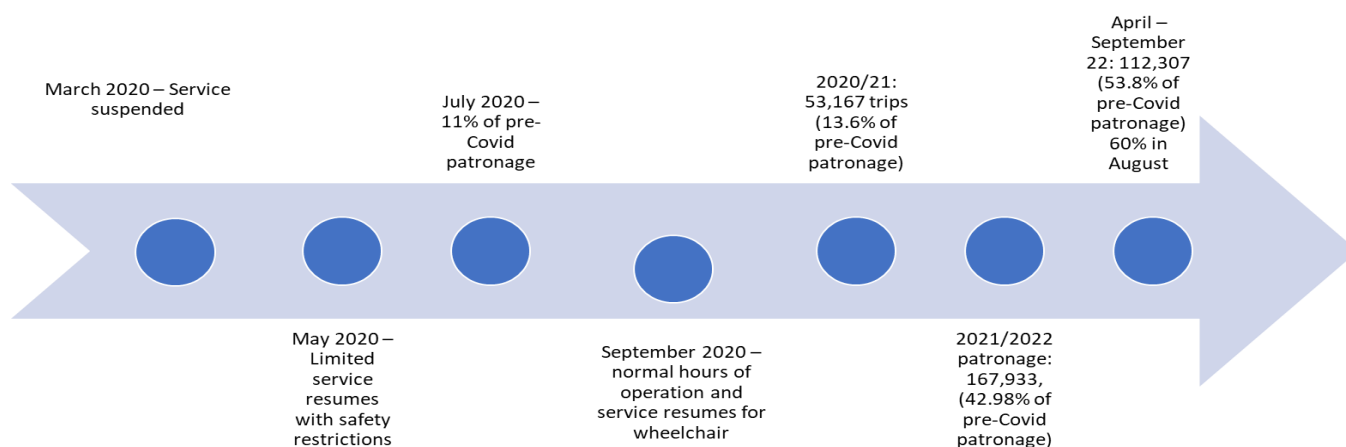 March 2020 – Service
suspended
May 2020 –
Limited
service
resumes
with safety
restrictions
July 2020 –
11% of pre-
Covid
patronage
September 2020 –
normal hours of
operation and
service resumes for
wheelchair
2020/21:
53,167 trips
(13.6% of
pre-Covid
patronage)
2021/2022
patronage:
167,933,
(42.98% of
pre-Covid
patronage)
April –
September
22: 112,307
(53.8% of
pre-Covid
patronage)
60% in
August